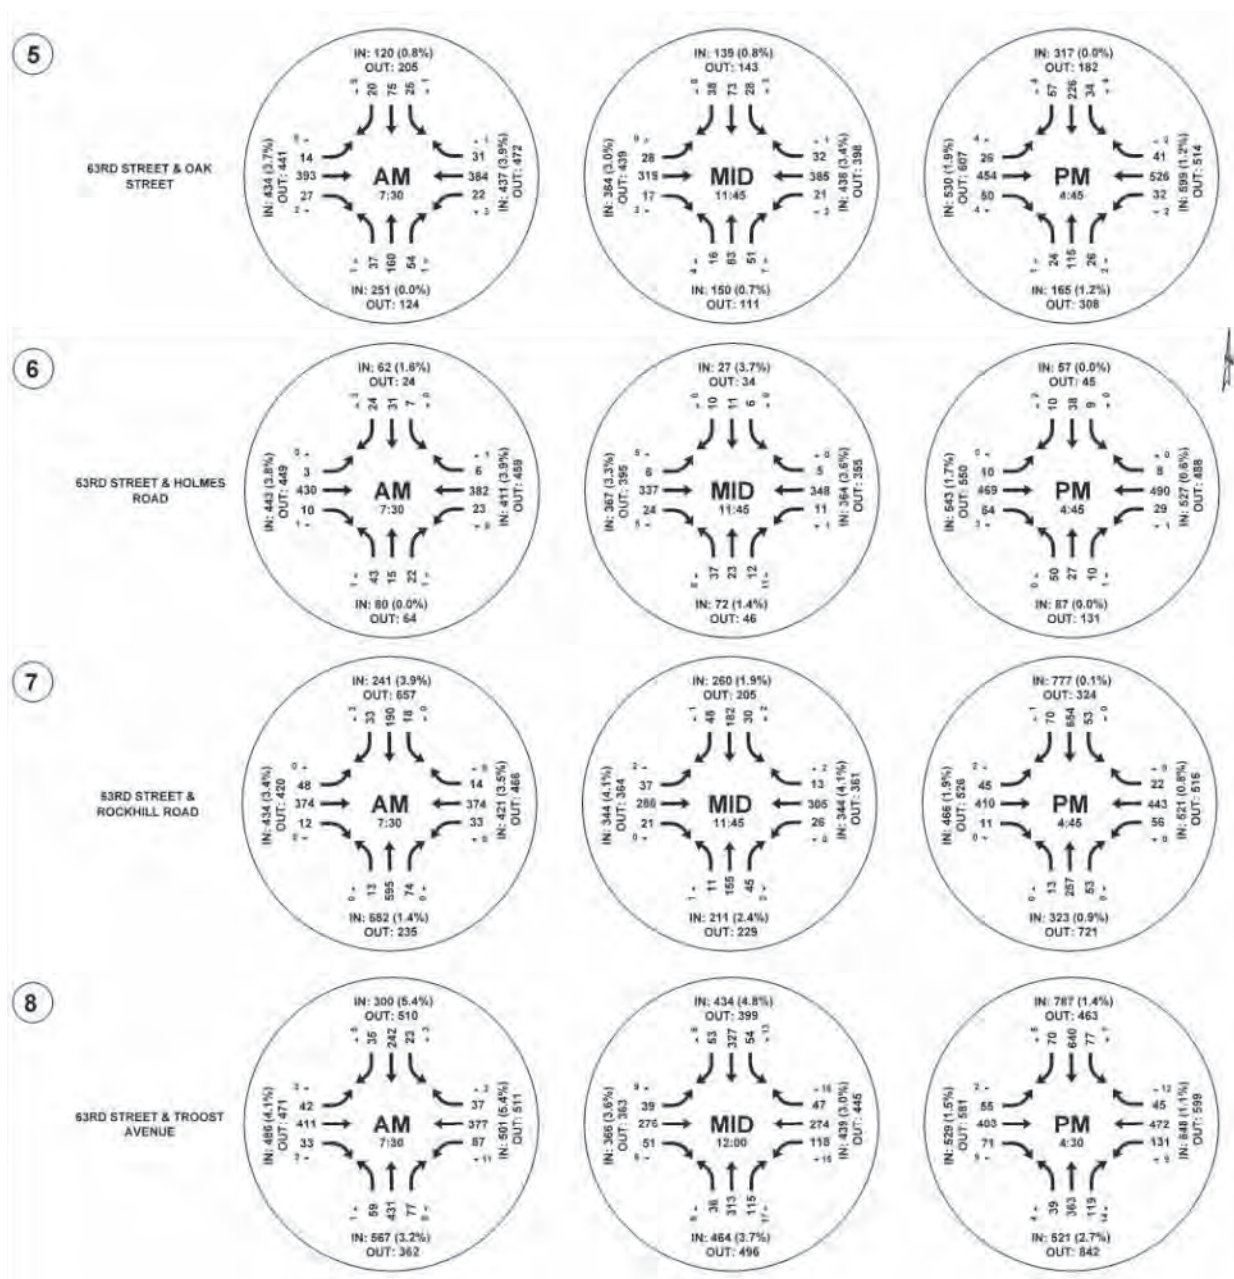 5
63RD STREET & OAK
STREET
IN: 120 (0.8%)
OUT: 205
20 75 25
IN: 434 (3.7%)
OUT: 441
14
393
27
AM
7:30
31
384
22
IN: 437 (3.9%)
OUT: 472
37 160 54
IN: 251 (0.0%)
OUT: 124
IN: 139 (0.8%)
OUT: 143
38 73 28
IN: 364 (3.0%)
OUT: 439
28
319
17
MID
11:45
32
385
21
IN: 438 (3.4%)
OUT: 398
16 83 51
IN: 150 (0.7%)
OUT: 111
IN: 317 (0.0%)
OUT: 182
57 226 34
IN: 530 (1.9%)
OUT: 607
26
454
50
PM
4:45
41
526
32
IN: 599 (1.2%)
OUT: 514
24 115 26
IN: 165 (1.2%)
OUT: 308
6
63RD STREET & HOLMES
ROAD
IN: 62 (1.6%)
OUT: 24
24 31 7
IN: 443 (3.8%)
OUT: 449
3
430
10
AM
7:30
6
382
23
IN: 411 (3.9%)
OUT: 459
43 15 22
IN: 80 (0.0%)
OUT: 64
IN: 27 (3.7%)
OUT: 34
10 11 6
IN: 367 (3.3%)
OUT: 395
6
337
24
MID
11:45
5
348
11
IN: 364 (3.6%)
OUT: 355
37 23 12
IN: 72 (1.4%)
OUT: 46
IN: 57 (0.0%)
OUT: 45
10 38 9
IN: 543 (1.7%)
OUT: 550
10
469
64
PM
4:45
8
490
29
IN: 527 (0.6%)
OUT: 488
50 27 10
IN: 87 (0.0%)
OUT: 131
7
63RD STREET &
ROCKHILL ROAD
IN: 241 (3.9%)
OUT: 657
33 190 18
IN: 434 (3.4%)
OUT: 420
48
374
12
AM
7:30
14
374
33
IN: 421 (3.5%)
OUT: 466
13 595 74
IN: 682 (1.4%)
OUT: 235
IN: 260 (1.9%)
OUT: 205
48 182 30
IN: 344 (4.1%)
OUT: 364
37
286
21
MID
11:45
13
305
26
IN: 344 (4.1%)
OUT: 361
11 155 45
IN: 211 (2.4%)
OUT: 229
IN: 777 (0.1%)
OUT: 324
70 654 53
IN: 466 (1.9%)
OUT: 526
45
410
11
PM
4:45
22
443
56
IN: 521 (0.8%)
OUT: 516
13 257 53
IN: 323 (0.9%)
OUT: 721
8
63RD STREET & TROOST
AVENUE
IN: 300 (5.4%)
OUT: 510
35 242 23
IN: 486 (4.1%)
OUT: 471
42
411
33
AM
7:30
37
377
87
IN: 501 (5.4%)
OUT: 511
59 431 77
IN: 567 (3.2%)
OUT: 362
IN: 434 (4.8%)
OUT: 399
53 327 54
IN: 366 (3.6%)
OUT: 363
39
276
51
MID
12:00
47
274
118
IN: 439 (3.0%)
OUT: 445
36 313 115
IN: 464 (3.7%)
OUT: 496
IN: 787 (1.4%)
OUT: 463
70 640 77
IN: 529 (1.5%)
OUT: 581
55
403
71
PM
4:30
45
472
131
IN: 648 (1.1%)
OUT: 599
39 363 119
IN: 521 (2.7%)
OUT: 842